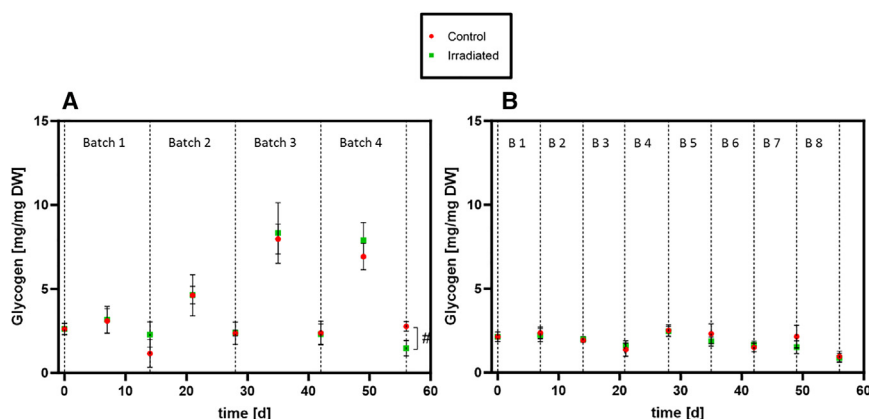 Control
Irradiated
A
B
15
Batch 1 Batch 2 Batch 3 Batch 4
10
5
0
Glycogen [mg/mg DW]
#
0 10 20 30 40 50 60
time [d]
15
B 1 B 2 B 3 B 4 B 5 B 6 B 7 B 8
10
5
0
Glycogen [mg/mg DW]
0 10 20 30 40 50 60
time [d]